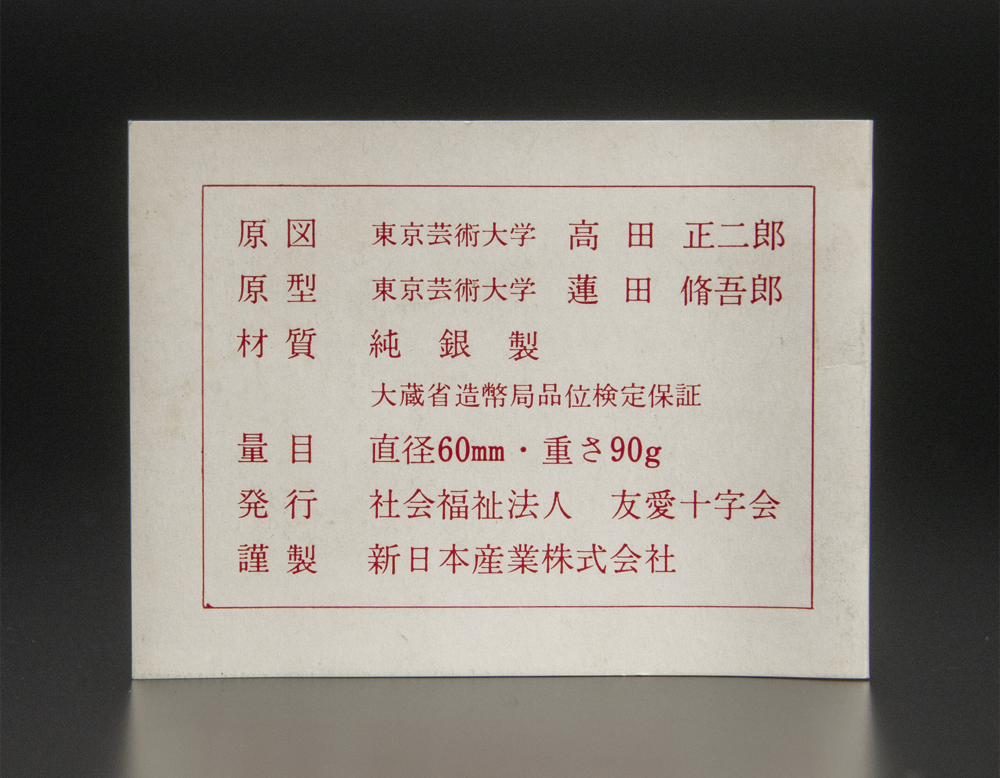 原図 東京芸術大学 高田 正二郎
原型 東京芸術大学 蓮田 脩吾郎
材質 純銀製
大蔵省造幣局品位検定保証
量目 直径60mm・重さ90g
発行 社会福祉法人 友愛十字会
謹製 新日本産業株式会社